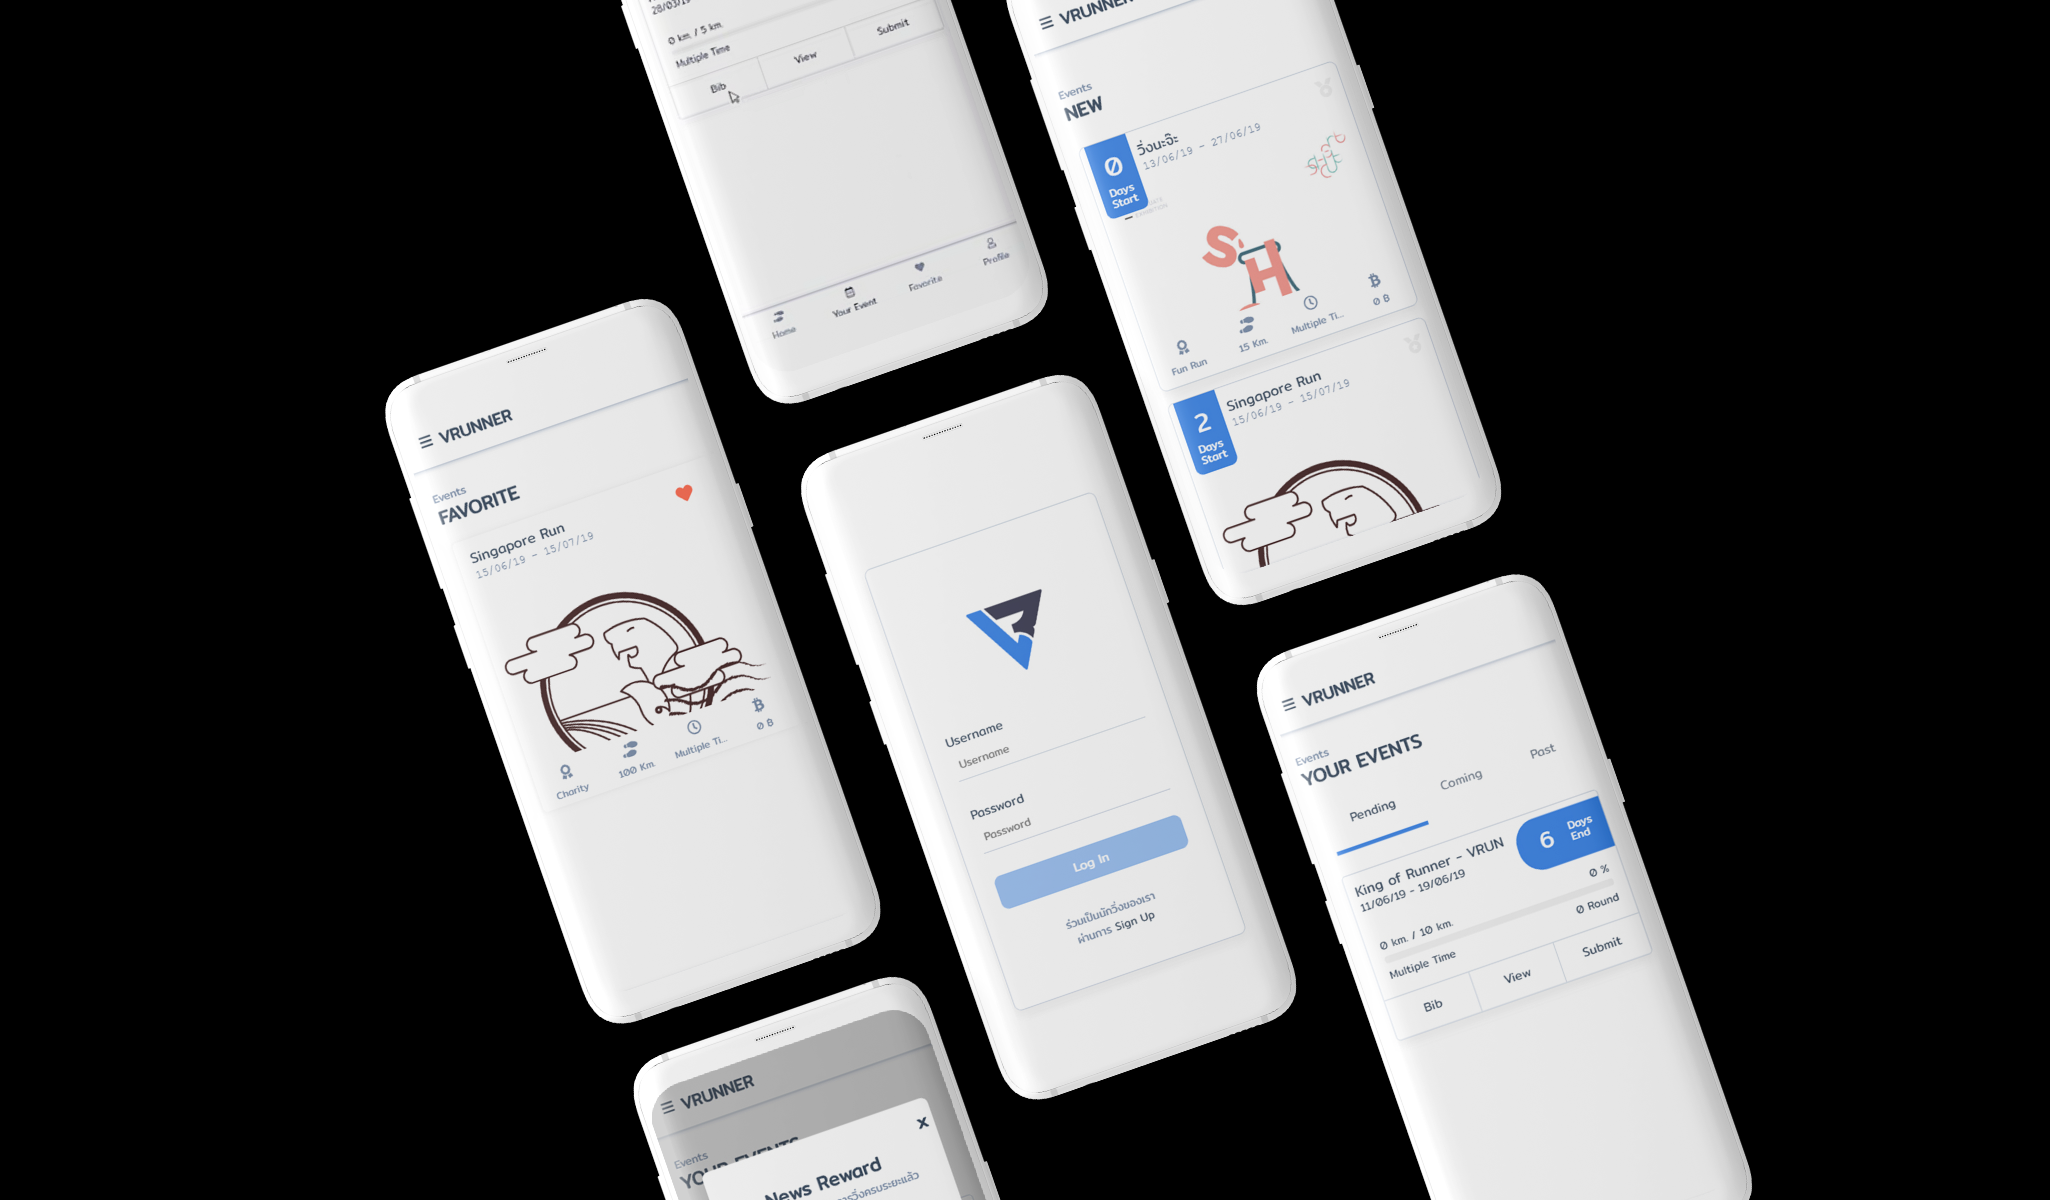 28/03/19
0 km. / 5 km.
Multiple Time
Bib
View
Submit
Home
Your Event
Favorite
Profile
VRUNNER
Events
NEW
0
Days
Start
วิ่งนะจ๊ะ
13/06/19 - 27/06/19
SH
Fun Run
15 Km.
Multiple Ti...
0 ฿
2
Days
Start
Singapore Run
15/06/19 - 15/07/19
VRUNNER
Events
FAVORITE
Singapore Run
15/06/19 - 15/07/19
Charity
100 Km.
Multiple Ti...
0 ฿
Username
Username
Password
Password
Log In
ร่วมเป็นนักวิ่งของเรา
ผ่านการ Sign Up
VRUNNER
Events
YOUR EVENTS
Pending
Coming
Past
King of Runner - VRUN
11/06/19 - 19/06/19
6
Days
End
0 %
0 km. / 10 km.
0 Round
Multiple Time
Bib
View
Submit
VRUNNER
Events
YOUR EVENTS
X
News Reward
การวิ่งครบระยะแล้ว